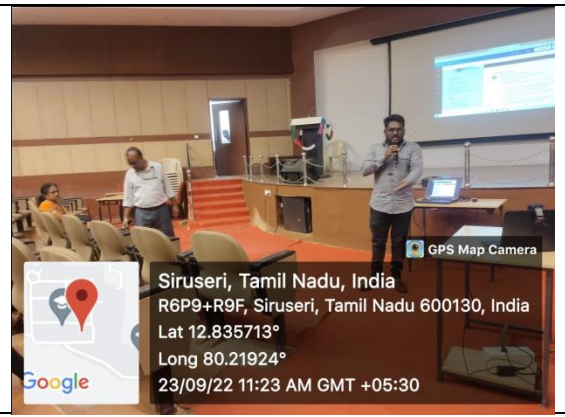 GPS Map Camera
Siruseri, Tamil Nadu, India
R6P9+R9F, Siruseri, Tamil Nadu 600130, India
Lat 12.835713°
Long 80.21924°
23/09/22 11:23 AM GMT +05:30
Google